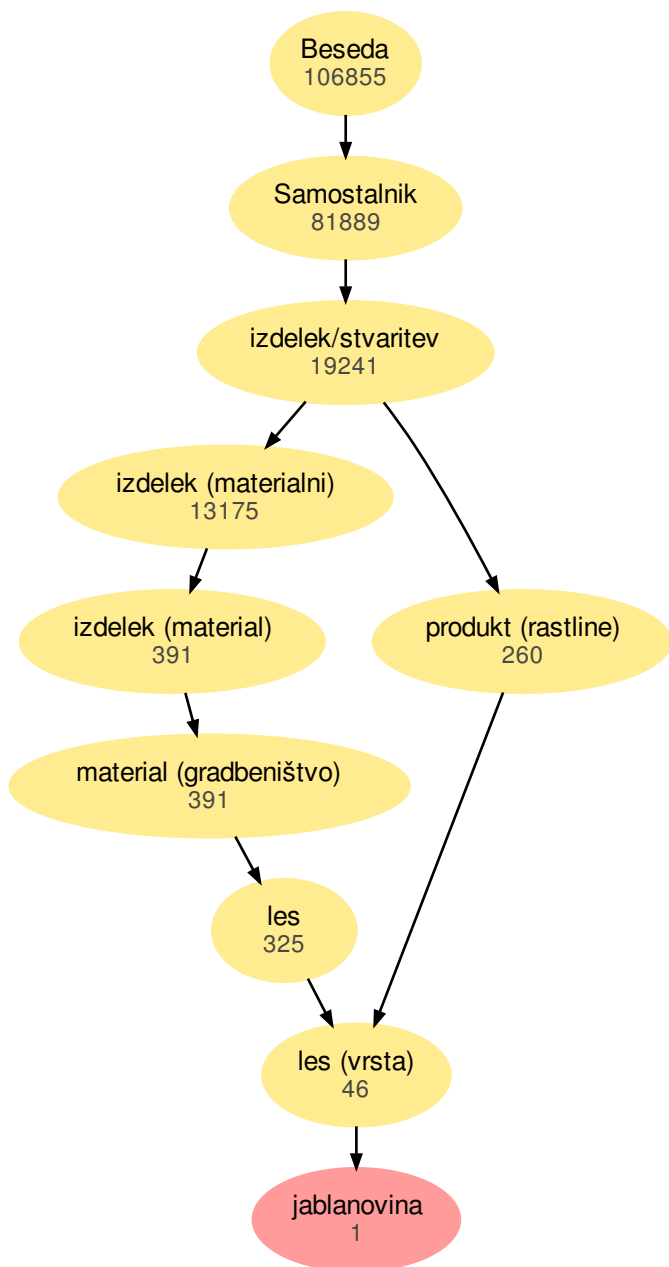 Beseda
106855
Samostalnik
81889
izdelek/stvaritev
19241
izdelek (materialni)
13175
izdelek (material)
391
produkt (rastline)
260
material (gradbeništvo)
391
les
325
les (vrsta)
46
jablanovina
1